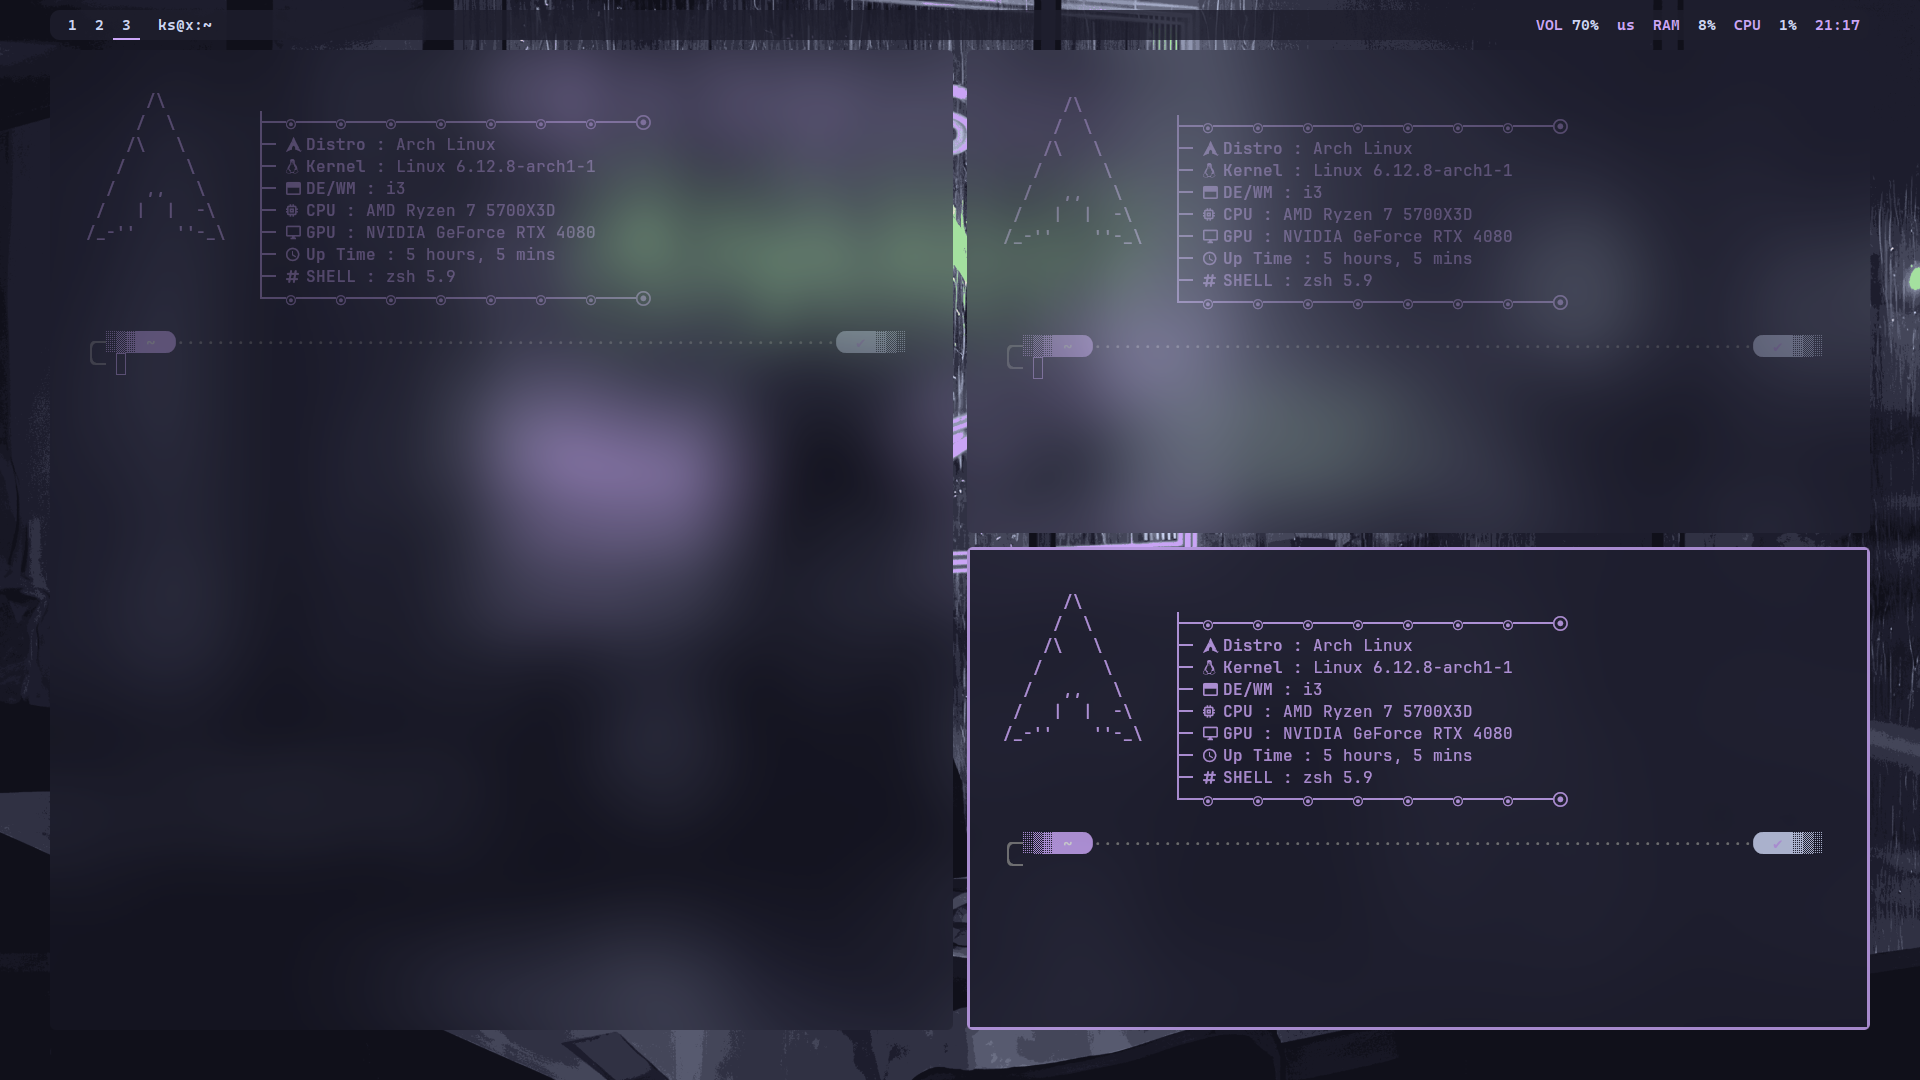 1 2 3 ks@x:~
VOL 70% us RAM 8% CPU 1% 21:17
Distro : Arch Linux
Kernel : Linux 6.12.8-arch1-1
DE/WM : i3
CPU : AMD Ryzen 7 5700X3D
GPU : NVIDIA GeForce RTX 4080
Up Time : 5 hours, 5 mins
SHELL : zsh 5.9
~
Distro : Arch Linux
Kernel : Linux 6.12.8-arch1-1
DE/WM : i3
CPU : AMD Ryzen 7 5700X3D
GPU : NVIDIA GeForce RTX 4080
Up Time : 5 hours, 5 mins
SHELL : zsh 5.9
~
Distro : Arch Linux
Kernel : Linux 6.12.8-arch1-1
DE/WM : i3
CPU : AMD Ryzen 7 5700X3D
GPU : NVIDIA GeForce RTX 4080
Up Time : 5 hours, 5 mins
SHELL : zsh 5.9
~